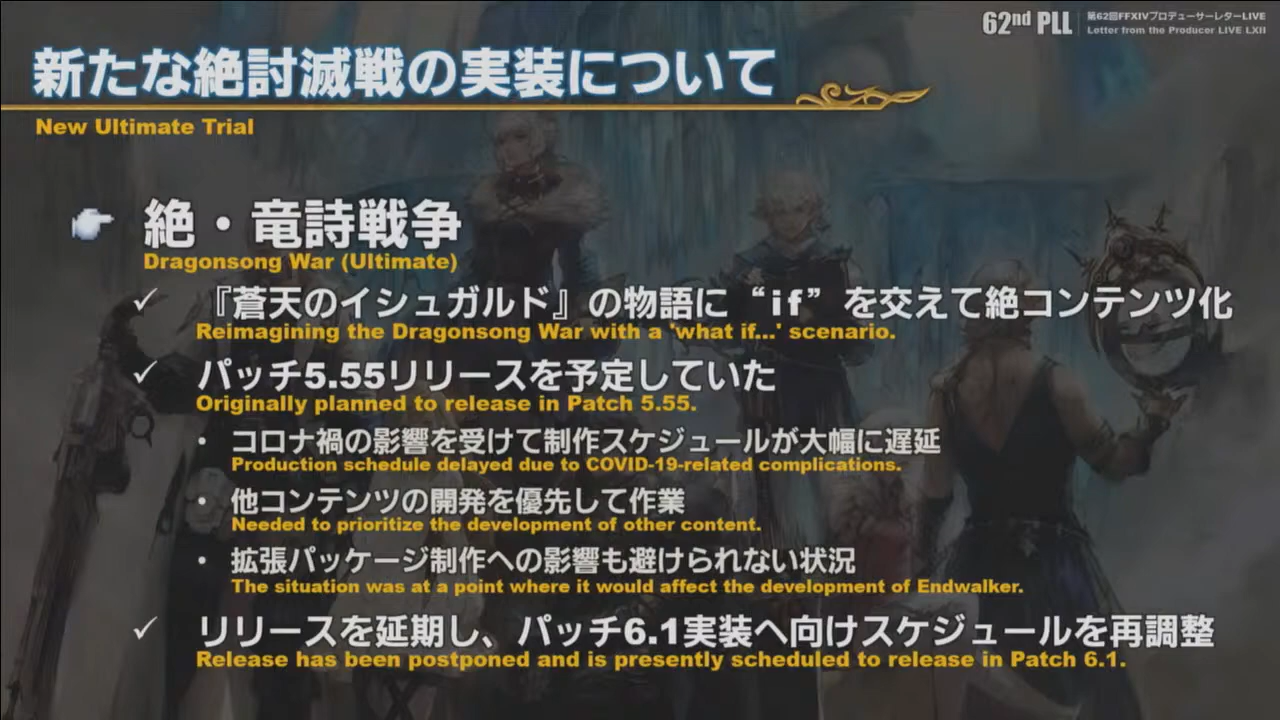 62nd PLL
第62回FFXIVプロデューサーレターLIVE
Letter from the Producer LIVE LXII
新たな絶討滅戦の実装について
New Ultimate Trial
絶・竜詩戦争
Dragonsong War (Ultimate)
✓ 『蒼天のイシュガルド』の物語に“if”を交えて絶コンテンツ化
Reimagining the Dragonsong War with a 'what if...' scenario.
✓ パッチ5.55リリースを予定していた
Originally planned to release in Patch 5.55.
・ コロナ禍の影響を受けて制作スケジュールが大幅に遅延
Production schedule delayed due to COVID-19-related complications.
・ 他コンテンツの開発を優先して作業
Needed to prioritize the development of other content.
・ 拡張パッケージ制作への影響も避けられない状況
The situation was at a point where it would affect the development of Endwalker.
✓ リリースを延期し、パッチ6.1実装へ向けスケジュールを再調整
Release has been postponed and is presently scheduled to release in Patch 6.1.